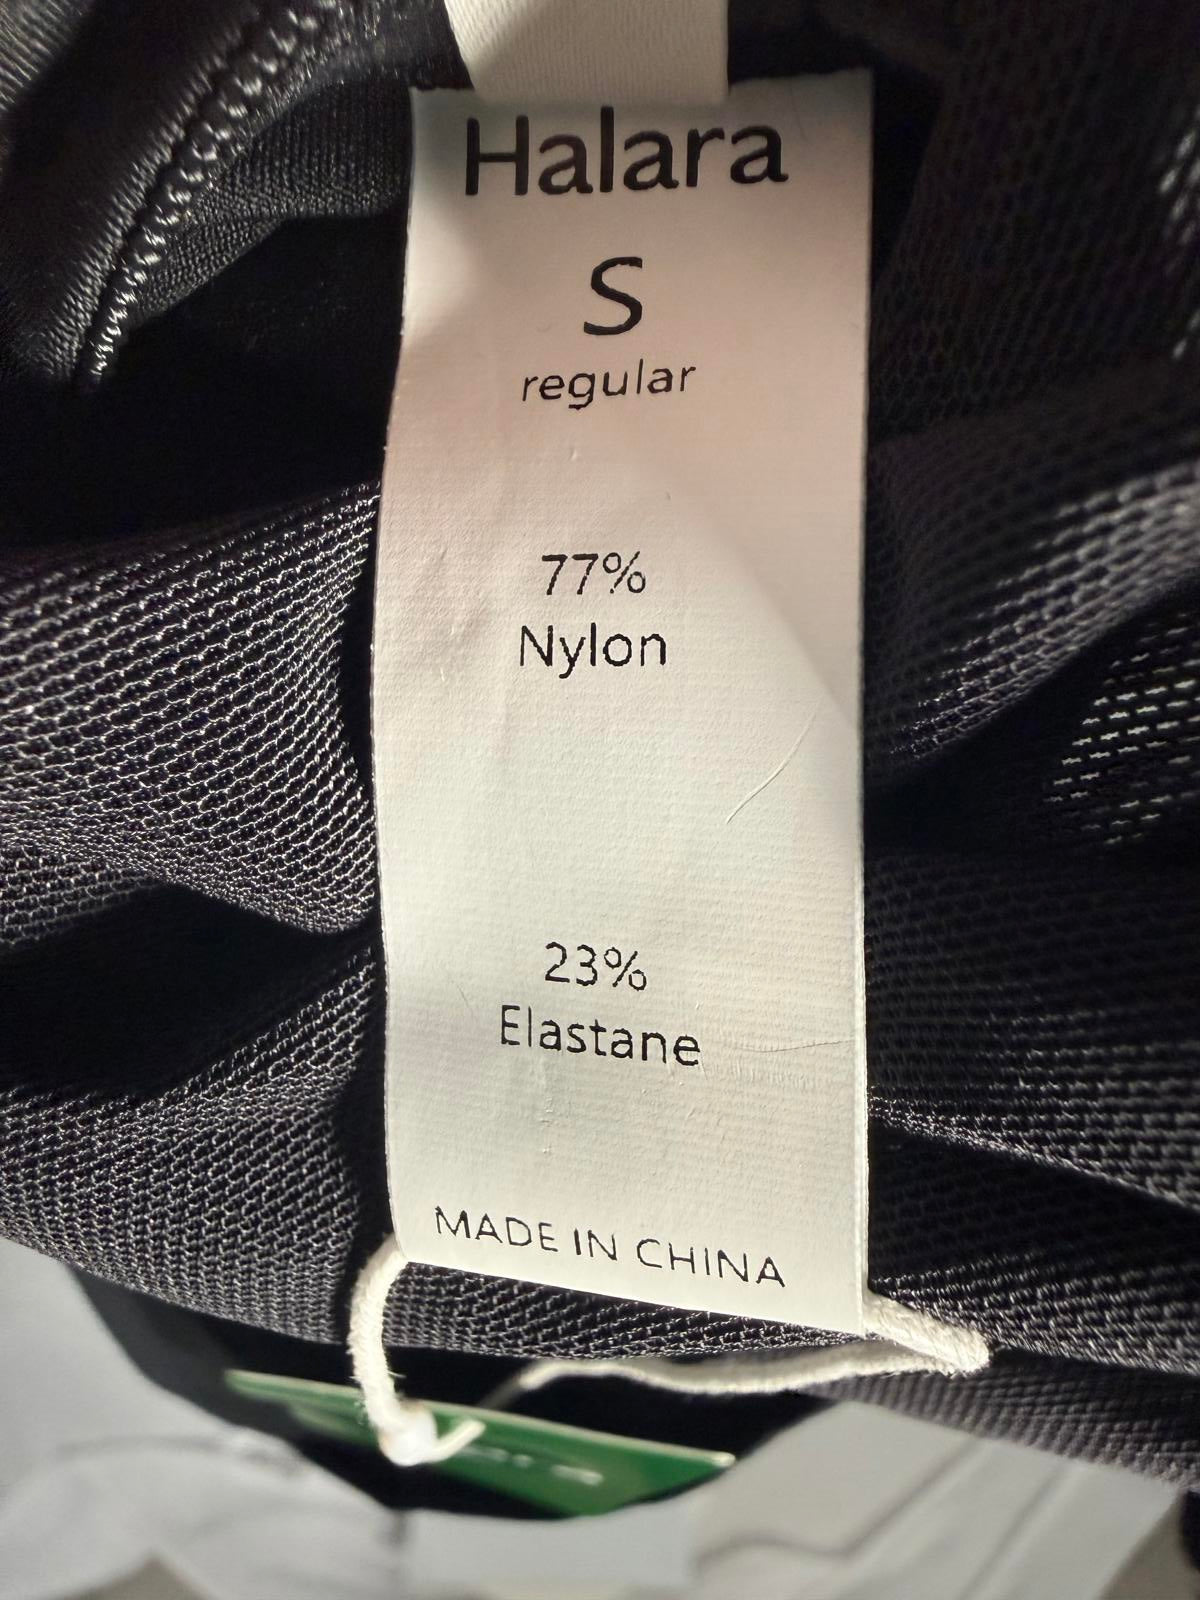 Halara
S
regular
77%
Nylon
23%
Elastane
MADE IN CHINA